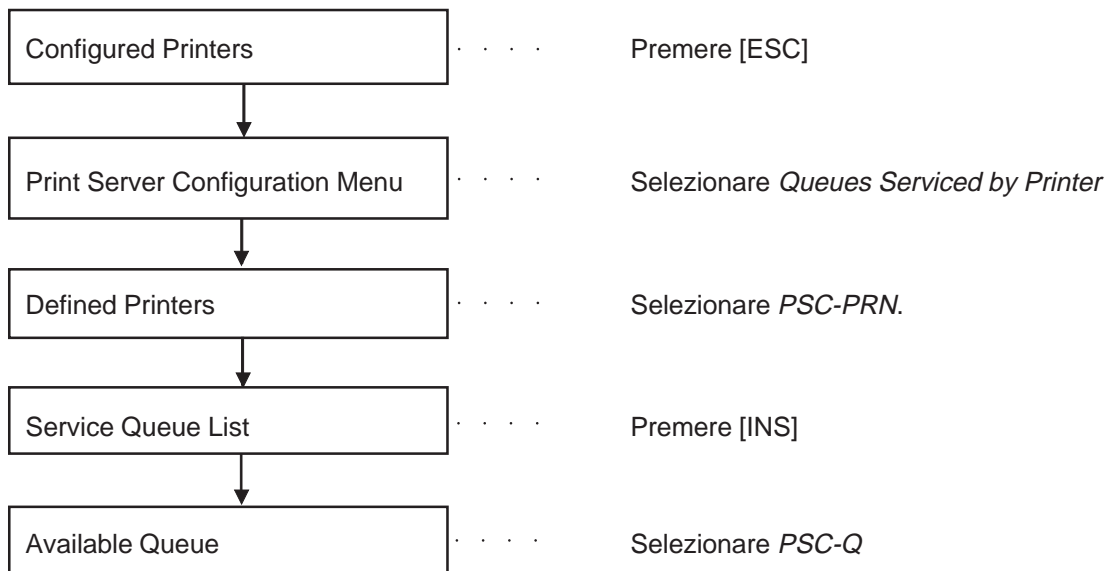 Configured Printers . . . . Premere [ESC]
Print Server Configuration Menu . . . . Selezionare Queues Serviced by Printer
Defined Printers . . . . Selezionare PSC-PRN.
Service Queue List . . . . Premere [INS]
Available Queue . . . . Selezionare PSC-Q